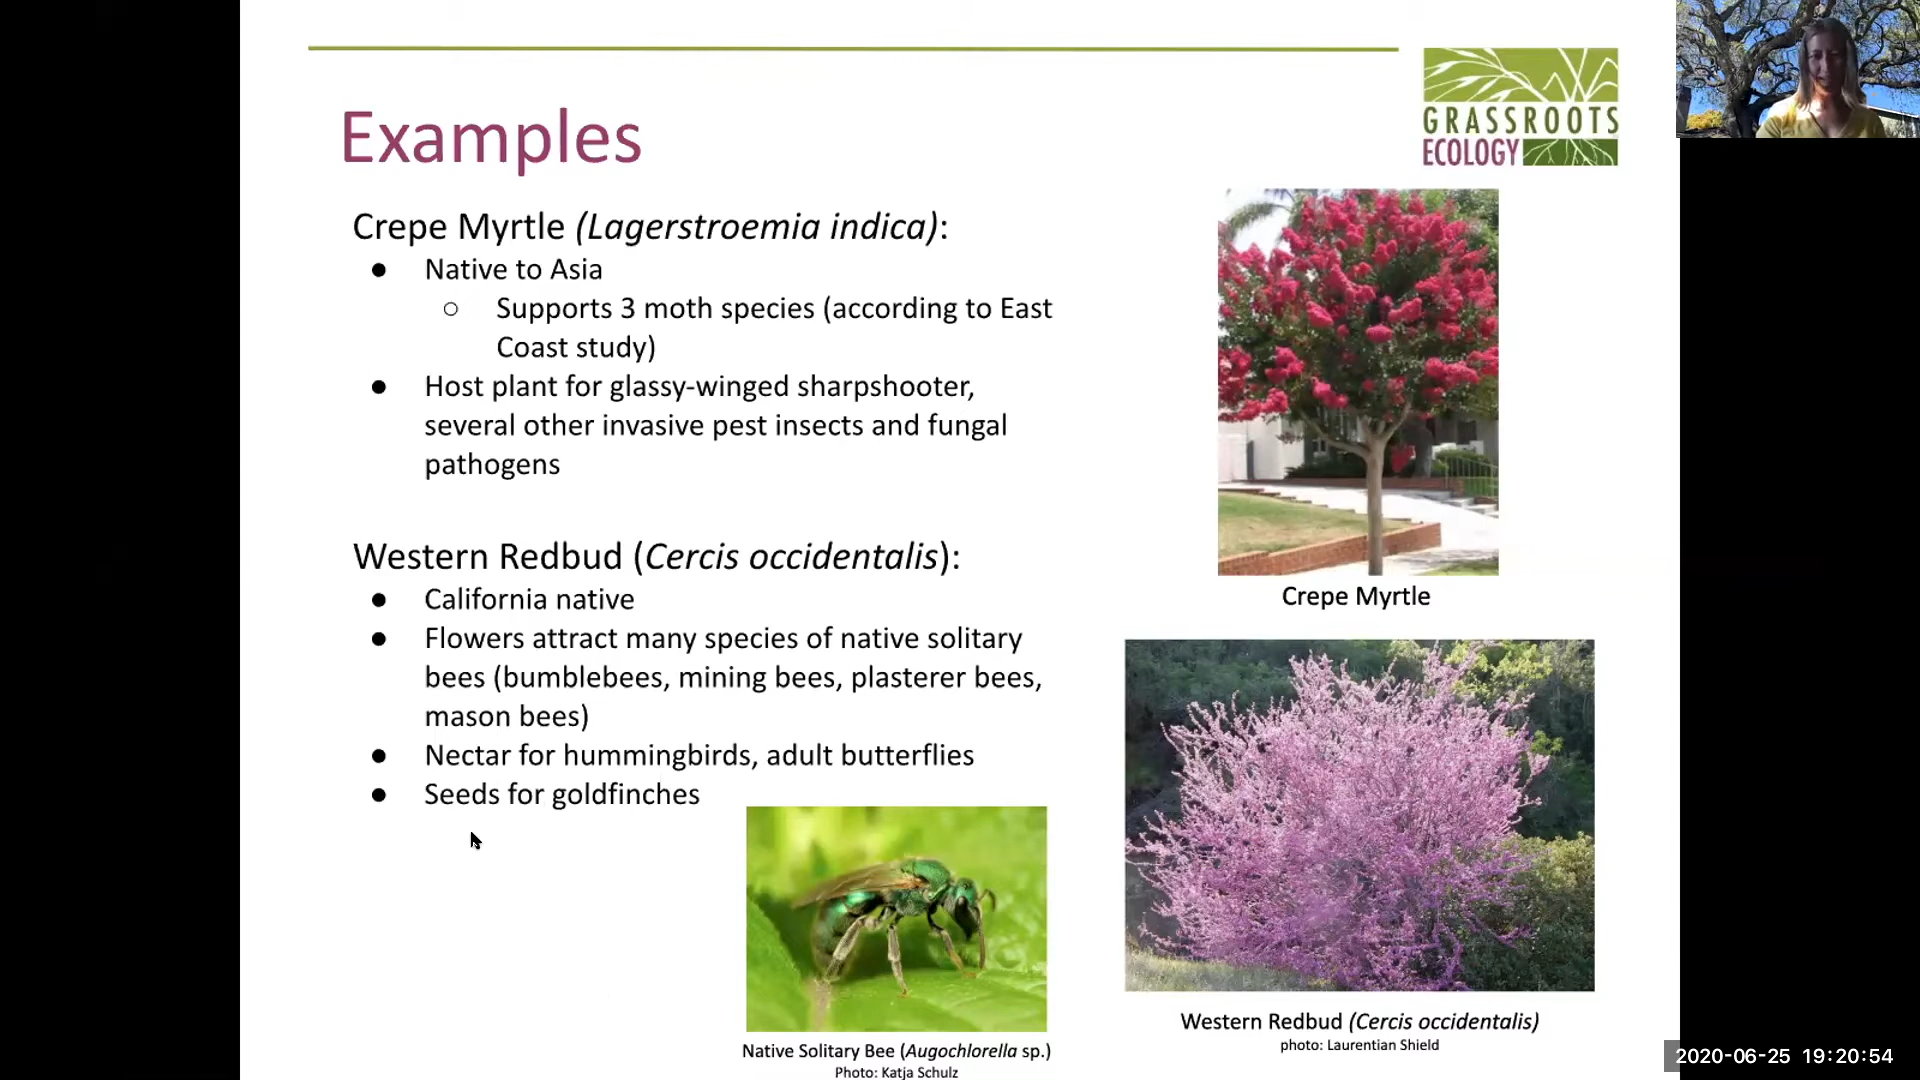 GRASSROOTS
ECOLOGY
Examples
Crepe Myrtle (Lagerstroemia indica):
● Native to Asia
○ Supports 3 moth species (according to East
Coast study)
● Host plant for glassy-winged sharpshooter,
several other invasive pest insects and fungal
pathogens
Western Redbud (Cercis occidentalis):
● California native
● Flowers attract many species of native solitary
bees (bumblebees, mining bees, plasterer bees,
mason bees)
● Nectar for hummingbirds, adult butterflies
● Seeds for goldfinches
Crepe Myrtle
Native Solitary Bee (Augochlorella sp.)
Photo: Katja Schulz
Western Redbud (Cercis occidentalis)
photo: Laurentian Shield
2020-06-25 19:20:54